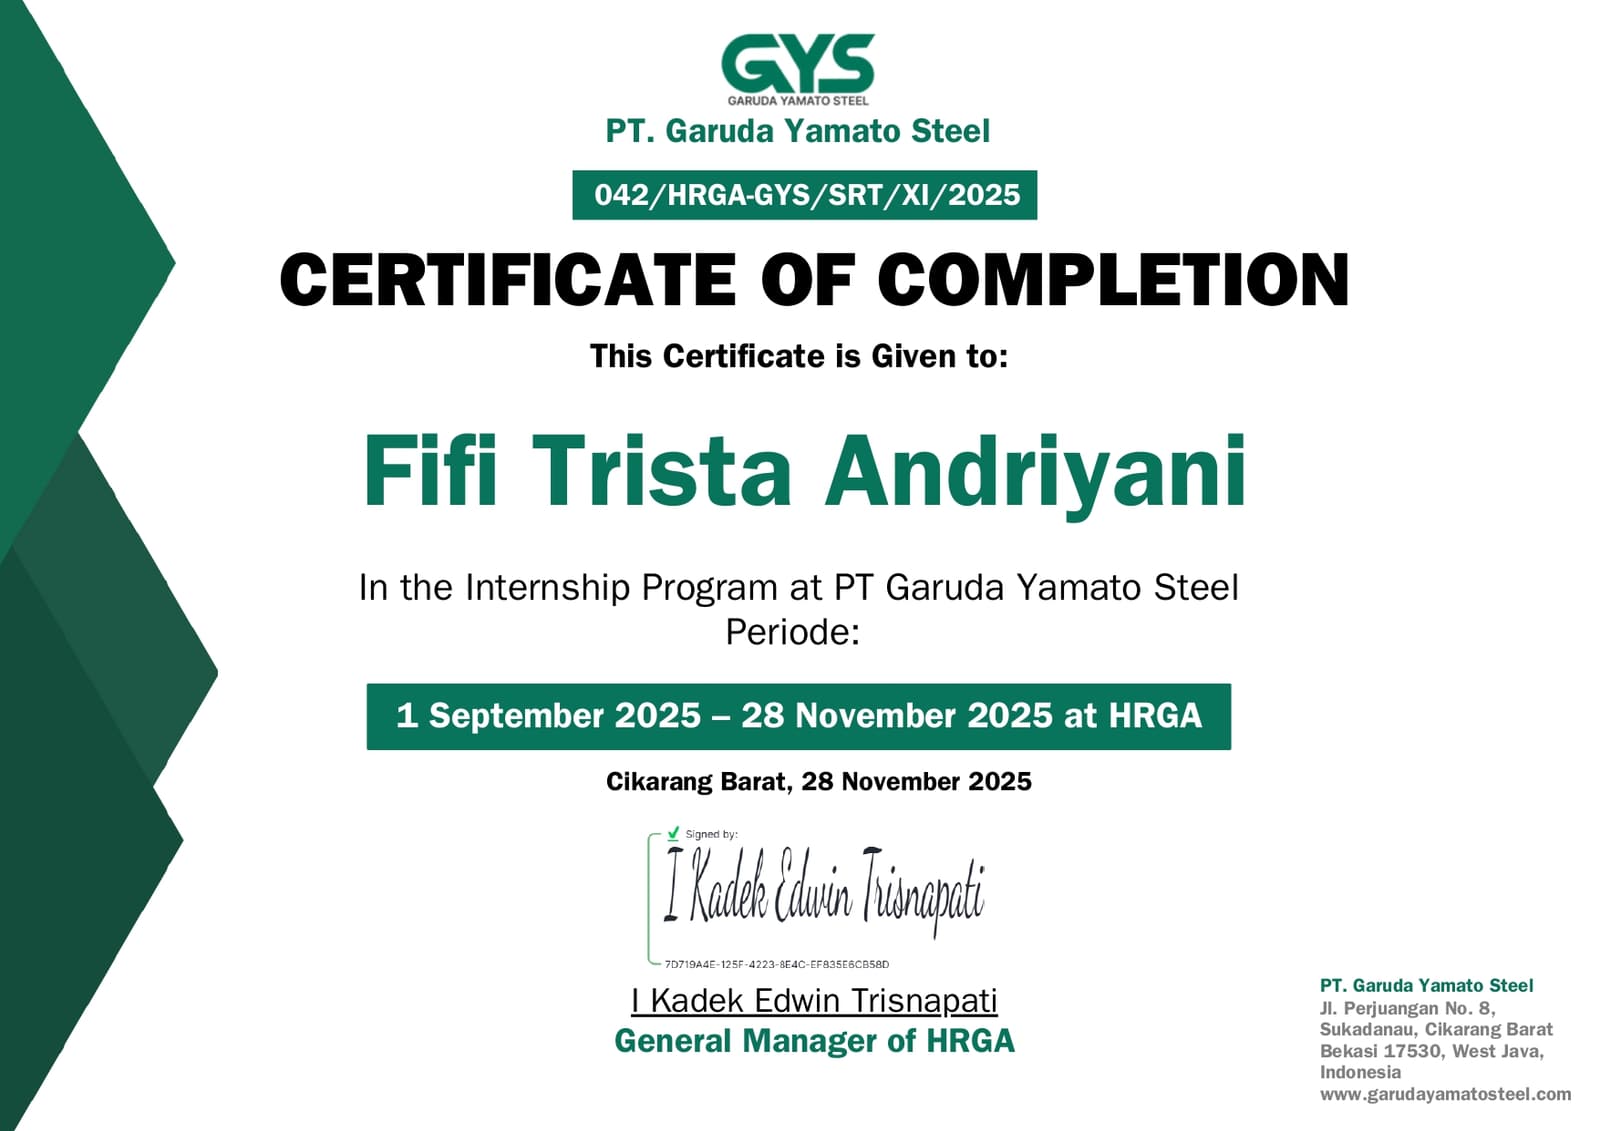 GYS
GARUDA YAMATO STEEL
PT. Garuda Yamato Steel
042/HRGA-GYS/SRT/XI/2025
CERTIFICATE OF COMPLETION
This Certificate is Given to:
Fifi Trista Andriyani
In the Internship Program at PT Garuda Yamato Steel
Periode:
1 September 2025 – 28 November 2025 at HRGA
Cikarang Barat, 28 November 2025
Signed by:
I Kadek Edwin Trisnapati
7D719A4E-125F-4223-8E4C-EF835E6CB58D
I Kadek Edwin Trisnapati
General Manager of HRGA
PT. Garuda Yamato Steel
Jl. Perjuangan No. 8,
Sukadanau, Cikarang Barat
Bekasi 17530, West Java,
Indonesia
www.garudayamatosteel.com